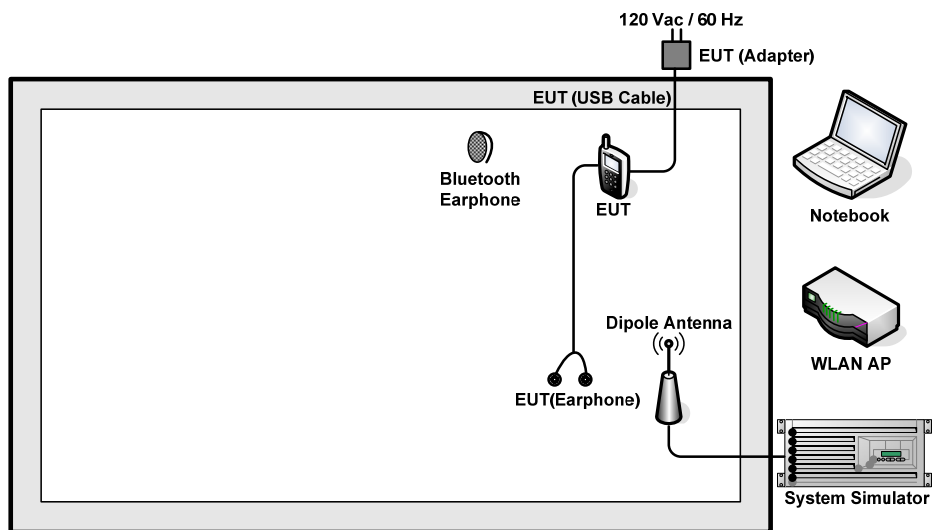 120 Vac / 60 Hz
EUT (Adapter)
EUT (USB Cable)
Bluetooth
Earphone
EUT
Notebook
Dipole Antenna
WLAN AP
EUT(Earphone)
System Simulator